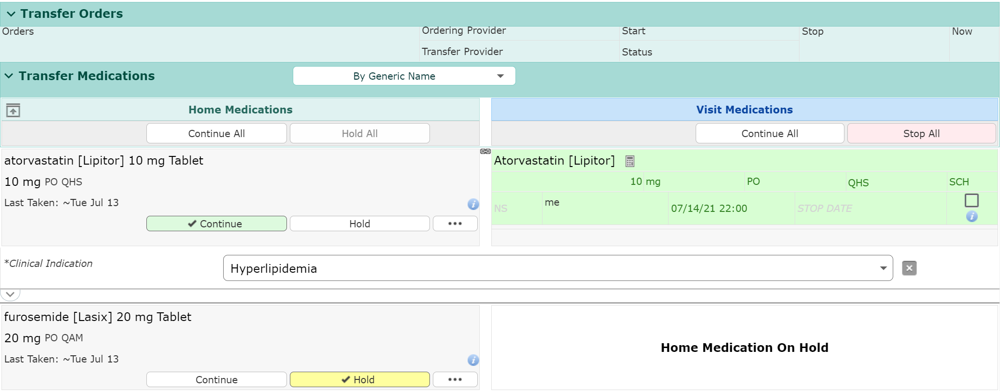 Transfer Orders
Orders
Ordering Provider
Start
Stop
Now
Transfer Provider
Status
Transfer Medications
By Generic Name
Home Medications
Visit Medications
Continue All
Hold All
Continue All
Stop All
atorvastatin [Lipitor] 10 mg Tablet
10 mg PO QHS
Last Taken: ~Tue Jul 13
Continue
Hold
Atorvastatin [Lipitor]
10 mg PO QHS SCH
NS me 07/14/21 22:00 STOP DATE
*Clinical Indication
Hyperlipidemia
furosemide [Lasix] 20 mg Tablet
20 mg PO QAM
Last Taken: ~Tue Jul 13
Continue
Hold
Home Medication On Hold